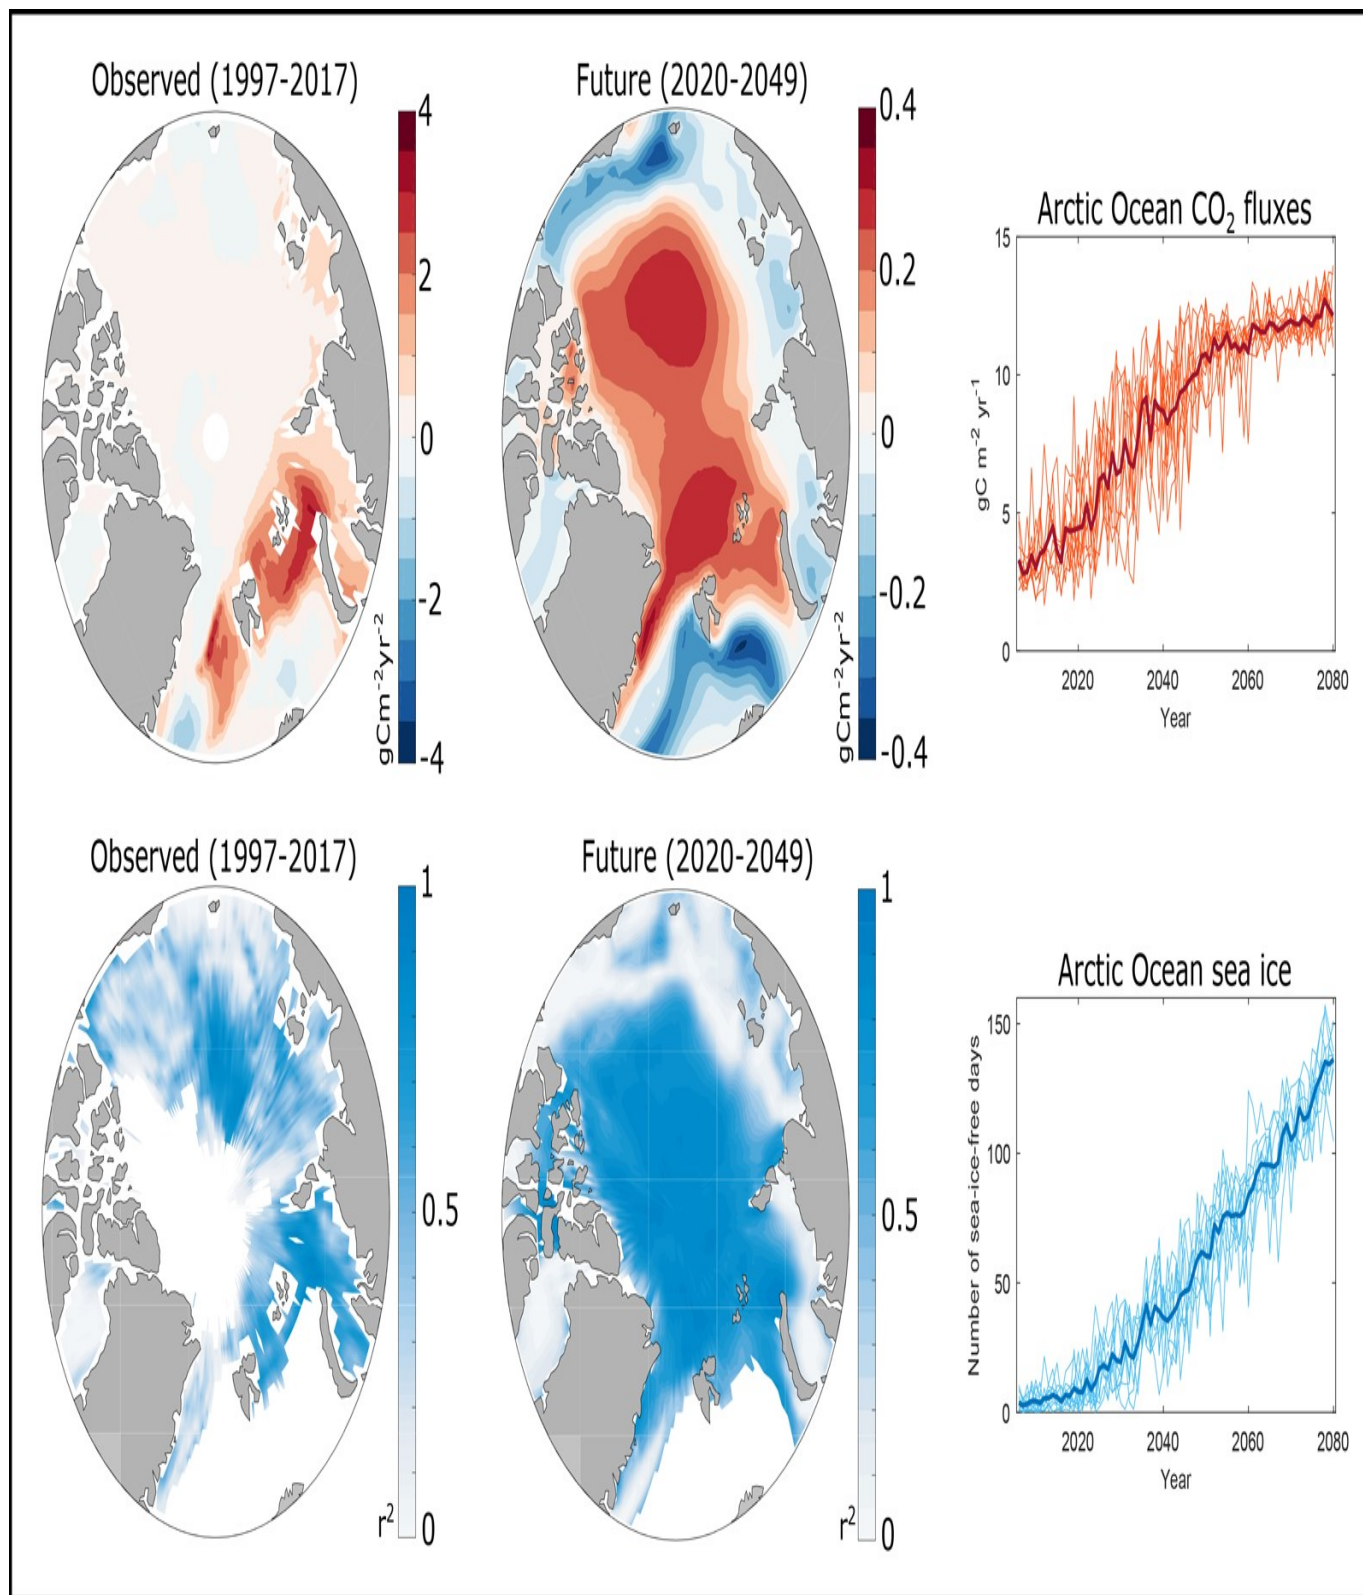 Observed (1997-2017)
4
2
0
-2
-4
gCm⁻²yr⁻²
Future (2020-2049)
0.4
0.2
0
-0.2
-0.4
gCm⁻²yr⁻²
Arctic Ocean CO₂ fluxes
15
10
5
0
gC m⁻² yr⁻¹
2020 2040 2060 2080
Year
Observed (1997-2017)
1
0.5
0
r²
Future (2020-2049)
1
0.5
0
r²
Arctic Ocean sea ice
150
100
50
0
Number of sea-ice-free days
2020 2040 2060 2080
Year